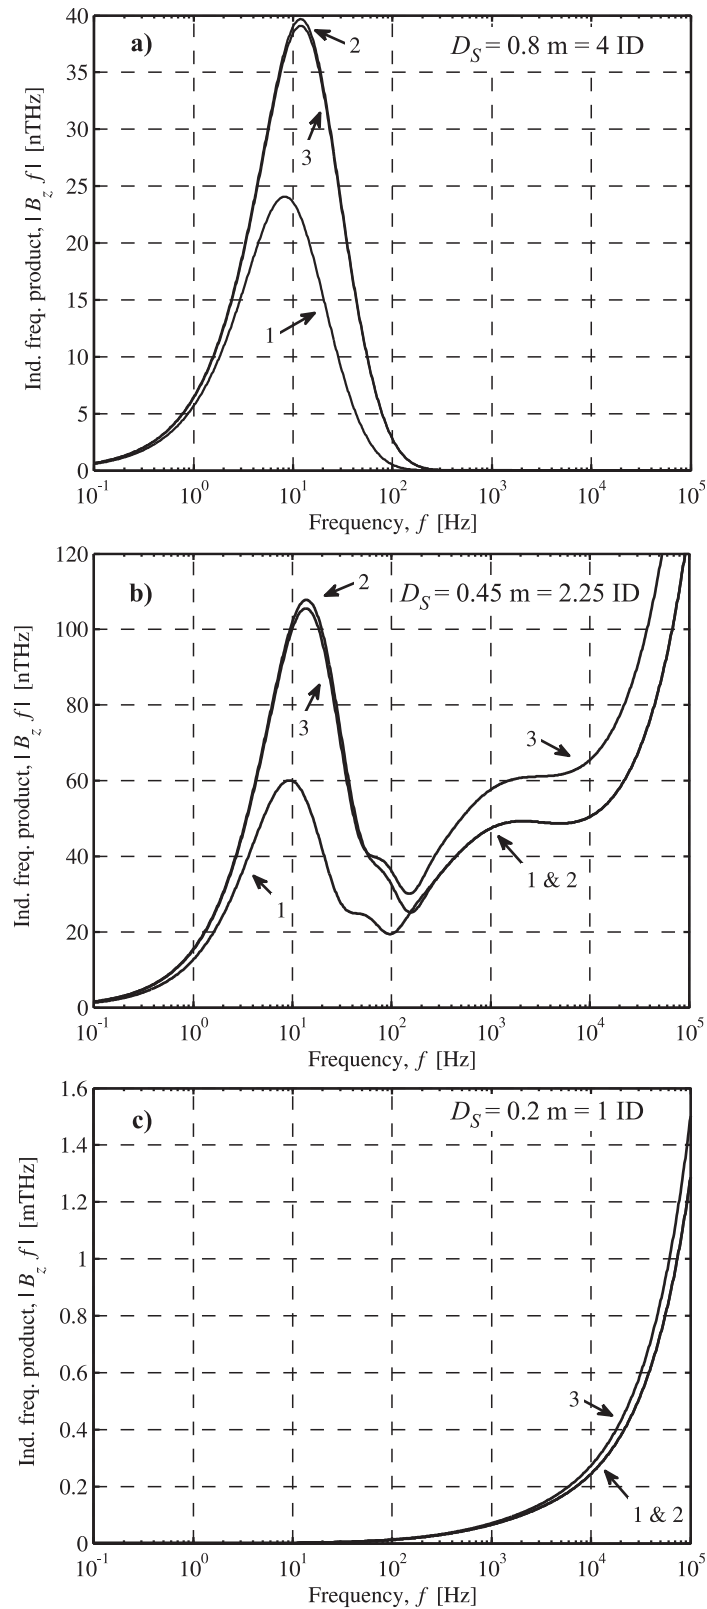 a)
D_S = 0.8 m = 4 ID
2
3
1
Ind. freq. product, | B_z f | [nTHz]
40
35
30
25
20
15
10
5
0
10^-1 10^0 10^1 10^2 10^3 10^4 10^5
Frequency, f [Hz]
b)
D_S = 0.45 m = 2.25 ID
2
3
3
1 & 2
1
Ind. freq. product, | B_z f | [nTHz]
120
100
80
60
40
20
0
10^-1 10^0 10^1 10^2 10^3 10^4 10^5
Frequency, f [Hz]
c)
D_S = 0.2 m = 1 ID
3
1 & 2
Ind. freq. product, | B_z f | [mTHz]
1.6
1.4
1.2
1
0.8
0.6
0.4
0.2
0
10^-1 10^0 10^1 10^2 10^3 10^4 10^5
Frequency, f [Hz]